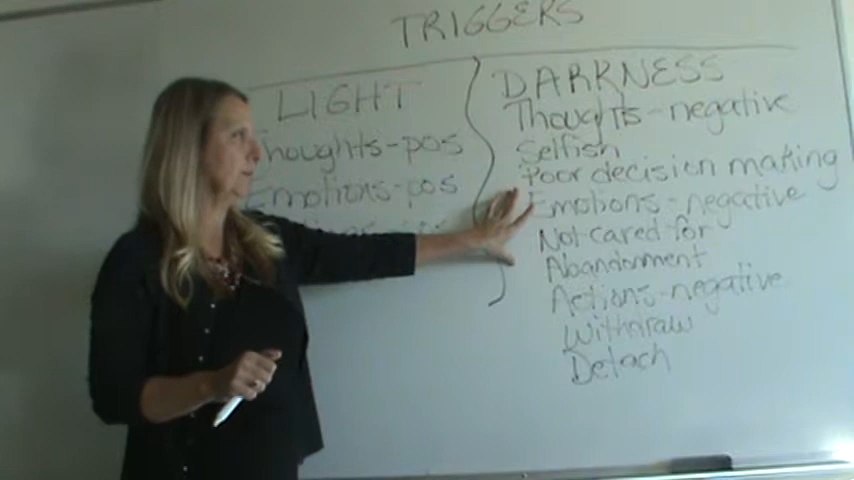 TRIGGERS
LIGHT
Thoughts-pos
Emotions-pos
DARKNESS
Thoughts-negative
Selfish
Poor decision making
Emotions-negative
Not cared for
Abandonment
Actions-negative
Withdraw
Detach